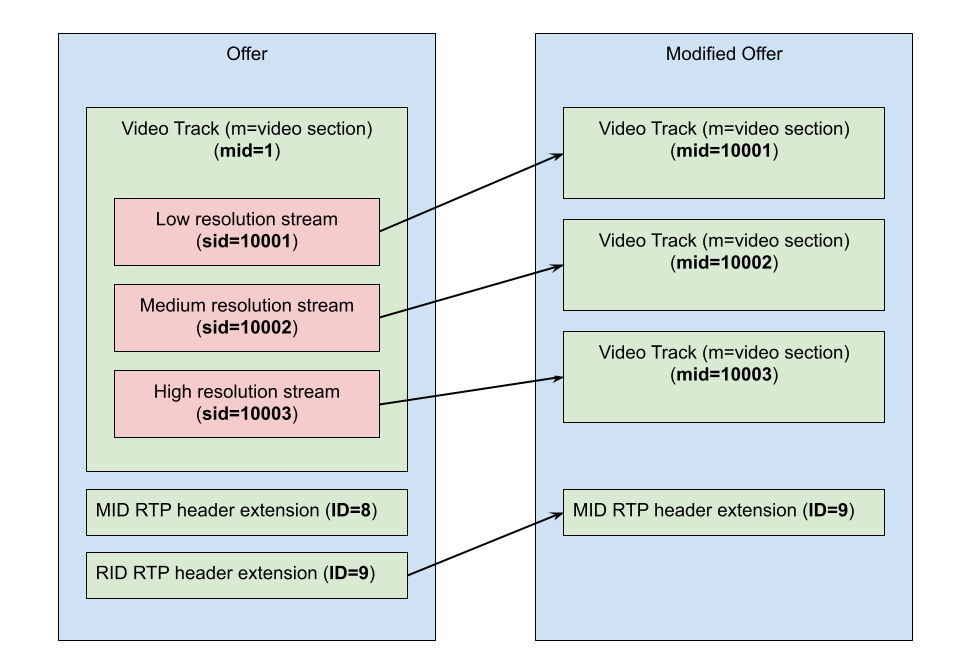 Offer
Video Track (m=video section)
(mid=1)
Low resolution stream
(sid=10001)
Medium resolution stream
(sid=10002)
High resolution stream
(sid=10003)
MID RTP header extension (ID=8)
RID RTP header extension (ID=9)
Modified Offer
Video Track (m=video section)
(mid=10001)
Video Track (m=video section)
(mid=10002)
Video Track (m=video section)
(mid=10003)
MID RTP header extension (ID=9)